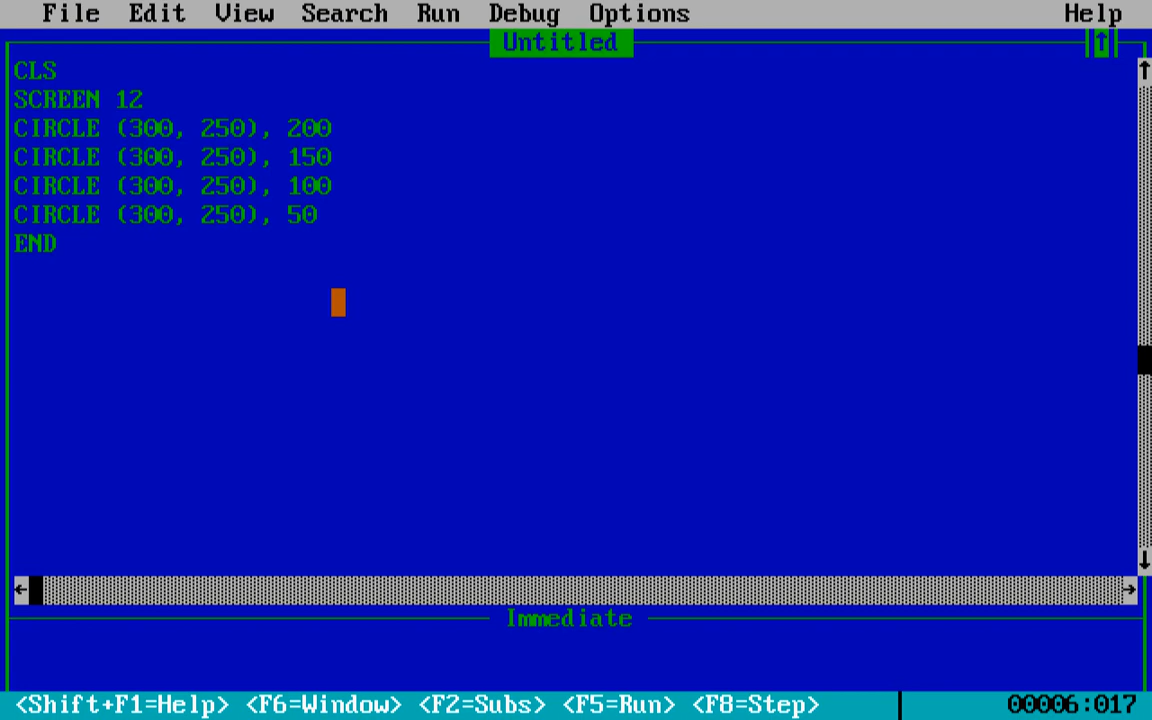 File Edit View Search Run Debug Options Help
Untitled
↑
CLS
SCREEN 12
CIRCLE (300, 250), 200
CIRCLE (300, 250), 150
CIRCLE (300, 250), 100
CIRCLE (300, 250), 50
END
Immediate
<Shift+F1=Help> <F6=Window> <F2=Subs> <F5=Run> <F8=Step> 00006:017